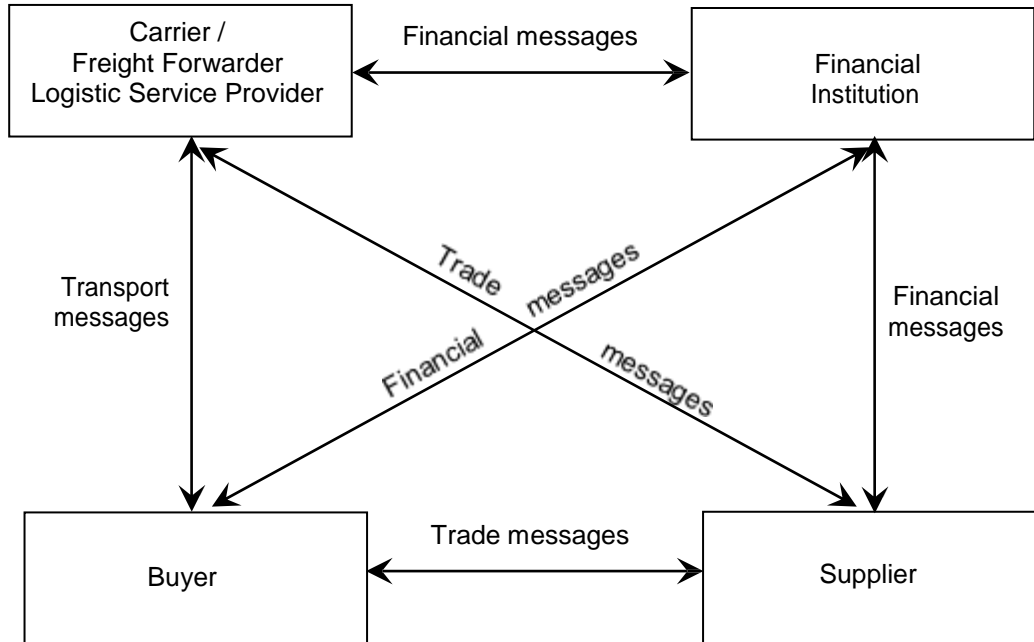 Carrier /
Freight Forwarder
Logistic Service Provider
Financial messages
Financial
Institution
Transport
messages
Trade
messages
Financial
messages
Financial
messages
Buyer
Trade messages
Supplier